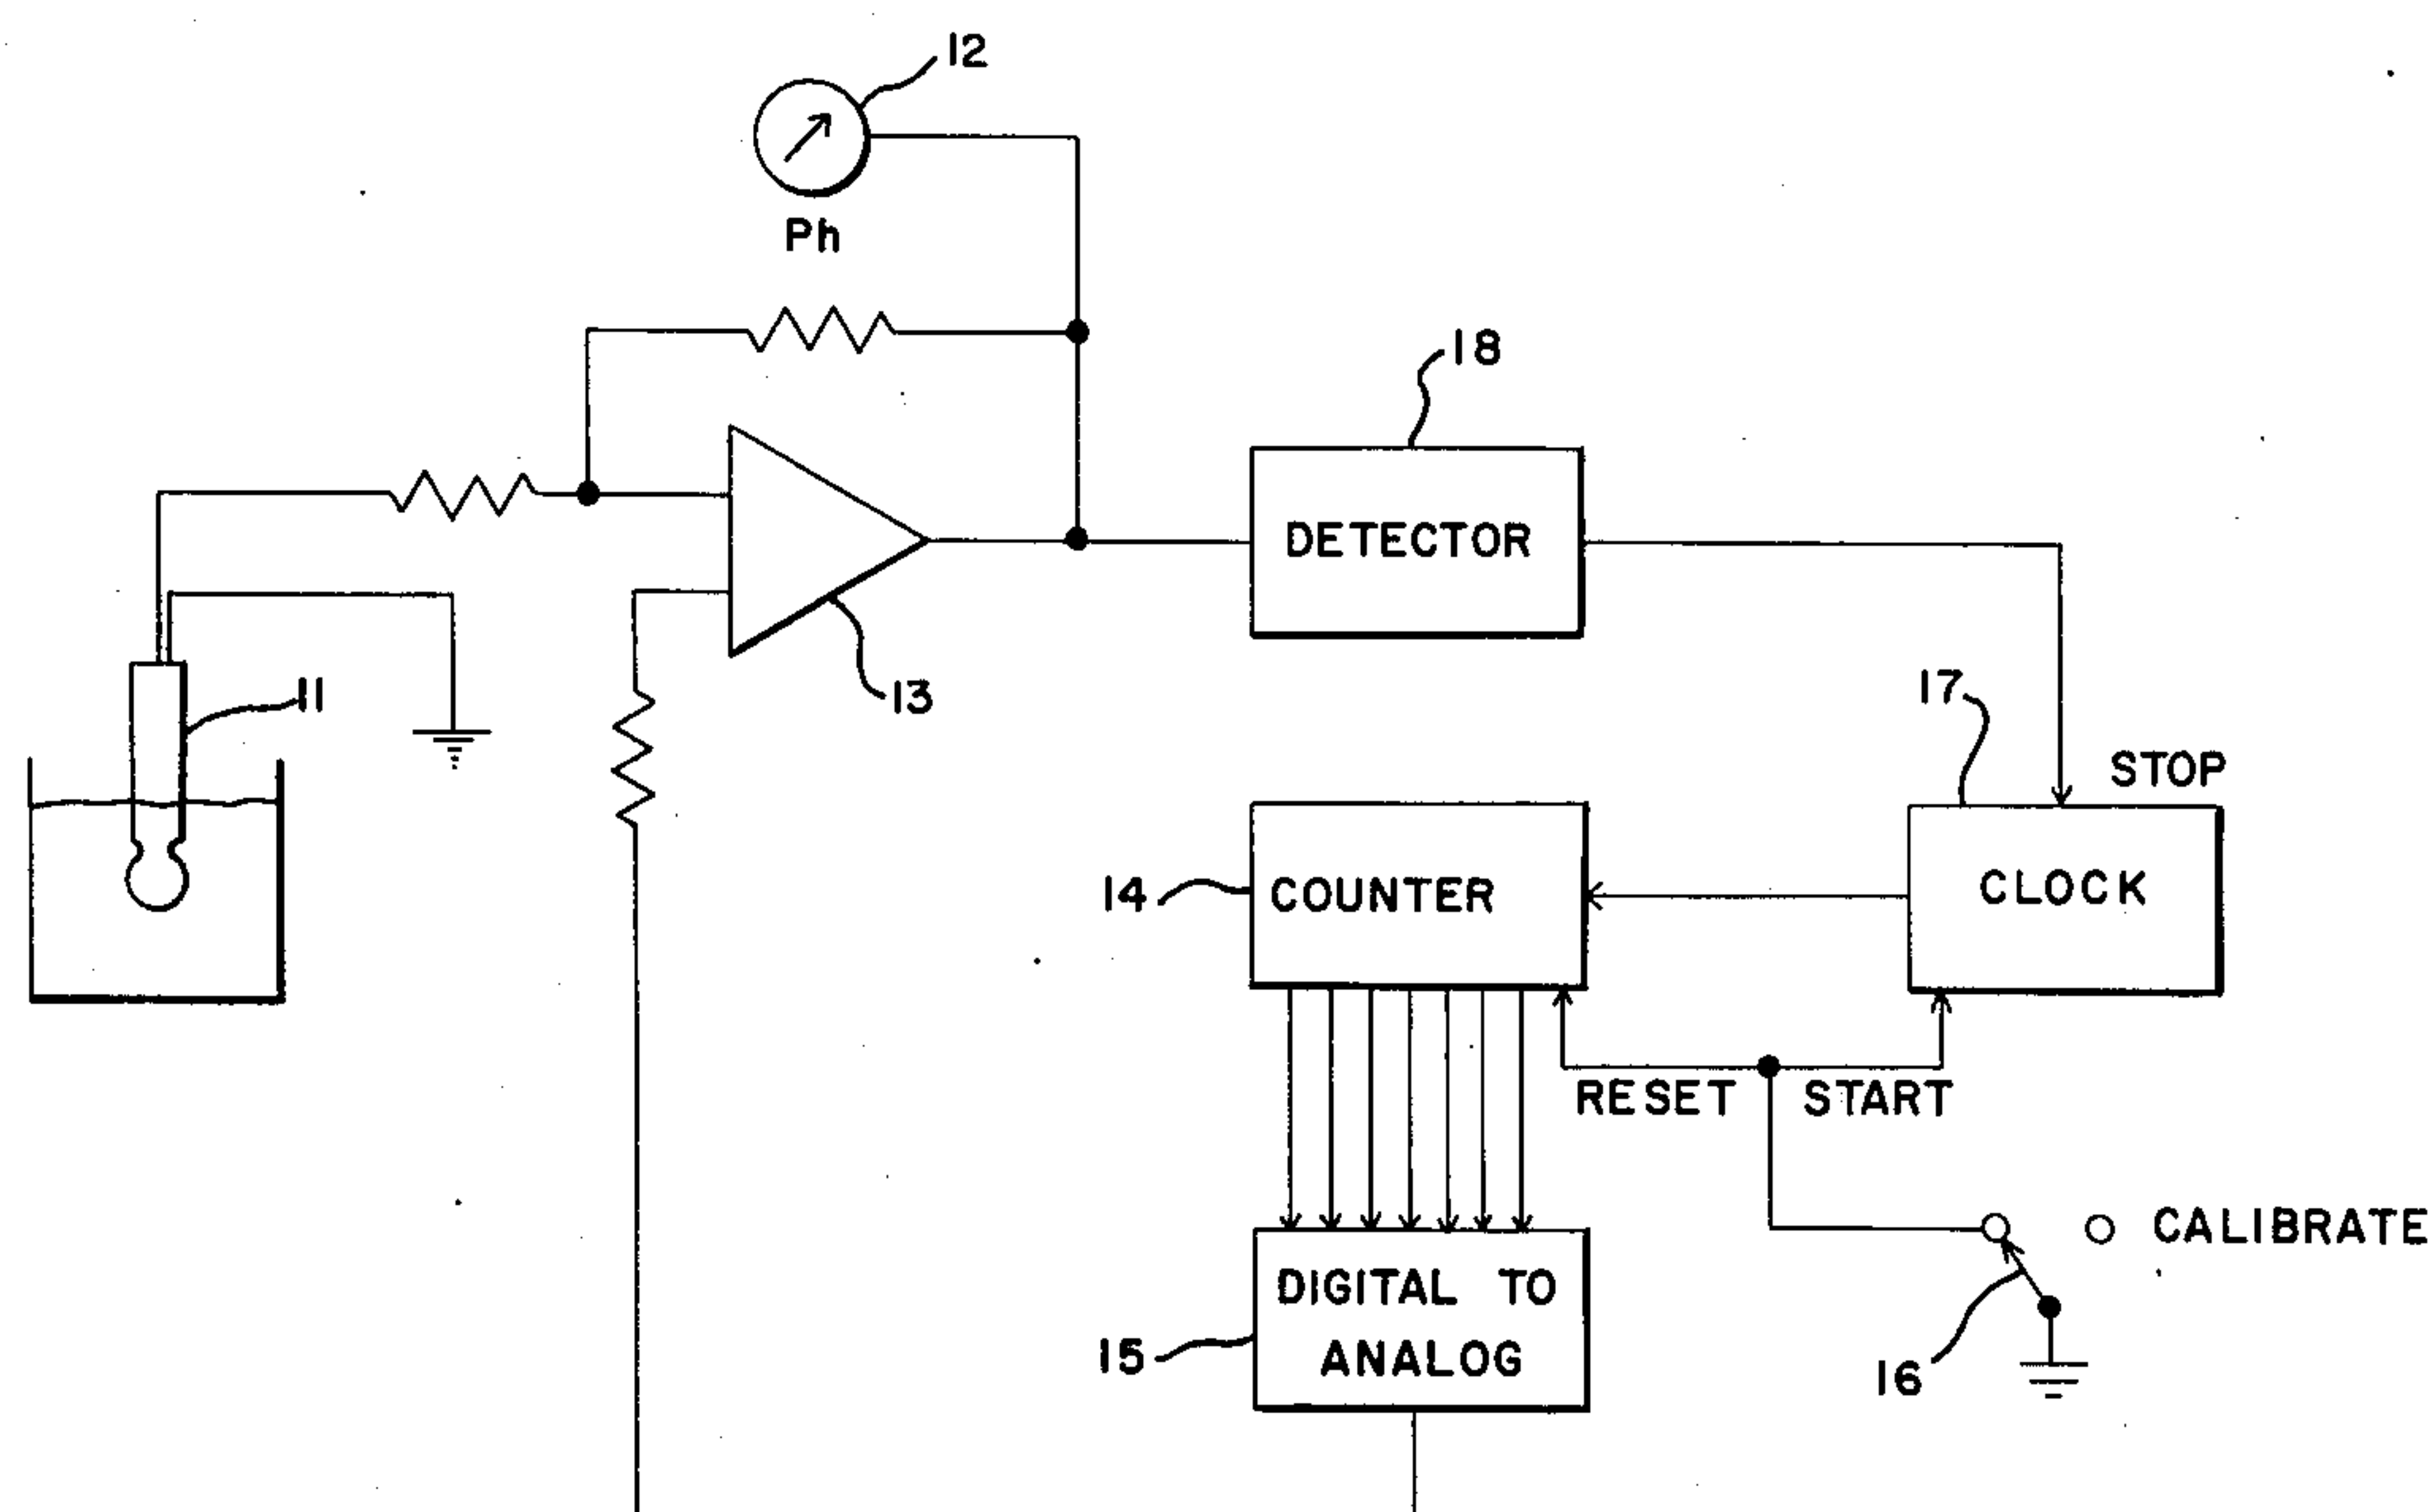 12
Ph
18
DETECTOR
13
11
17
STOP
14
COUNTER
CLOCK
RESET
START
CALIBRATE
DIGITAL TO
ANALOG
15
16